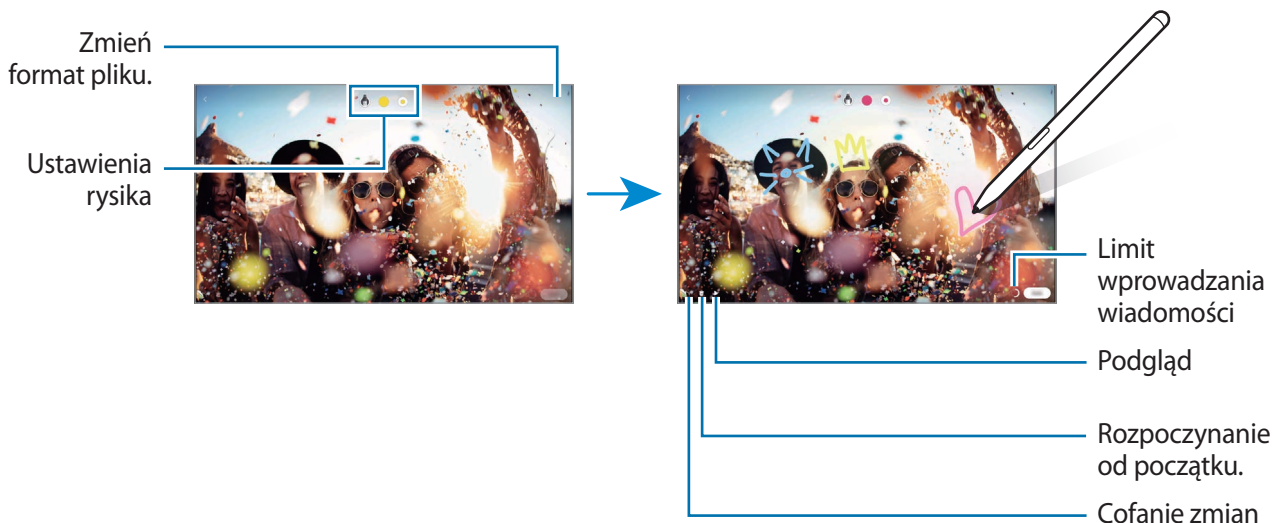 Zmień
format pliku.
Ustawienia
rysika
Limit
wprowadzania
wiadomości
Podgląd
Rozpoczynanie
od początku.
Cofanie zmian